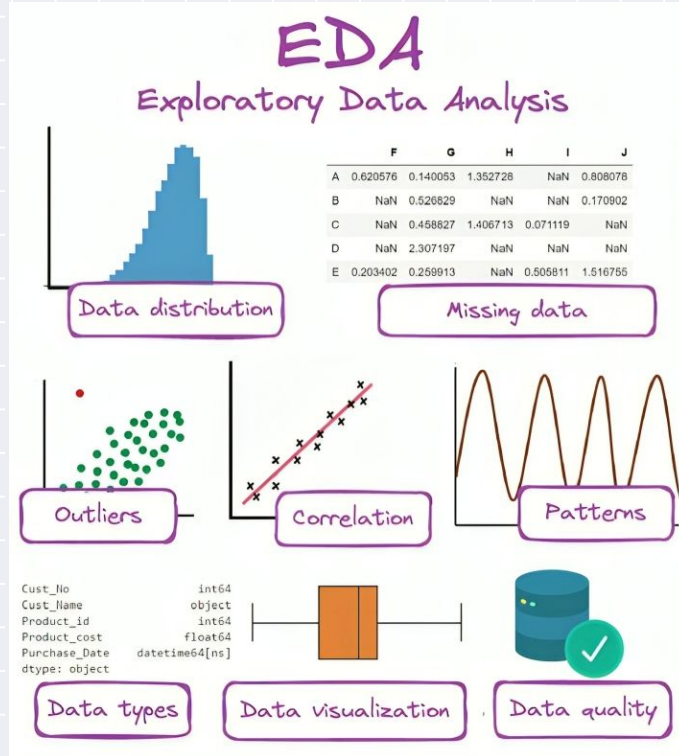 EDA
Exploratory Data Analysis
F G H I J
A 0.620576 0.140053 1.352728 NaN 0.808078
B NaN 0.526829 NaN NaN 0.170902
C NaN 0.458827 1.406713 0.071119 NaN
D NaN 2.307197 NaN NaN NaN
E 0.203402 0.259913 NaN 0.505811 1.516755
Data distribution
Missing data
Outliers
Correlation
Patterns
Cust_No int64
Cust_Name object
Product_id int64
Product_cost float64
Purchase_Date datetime64[ns]
dtype: object
Data types
Data visualization
Data quality